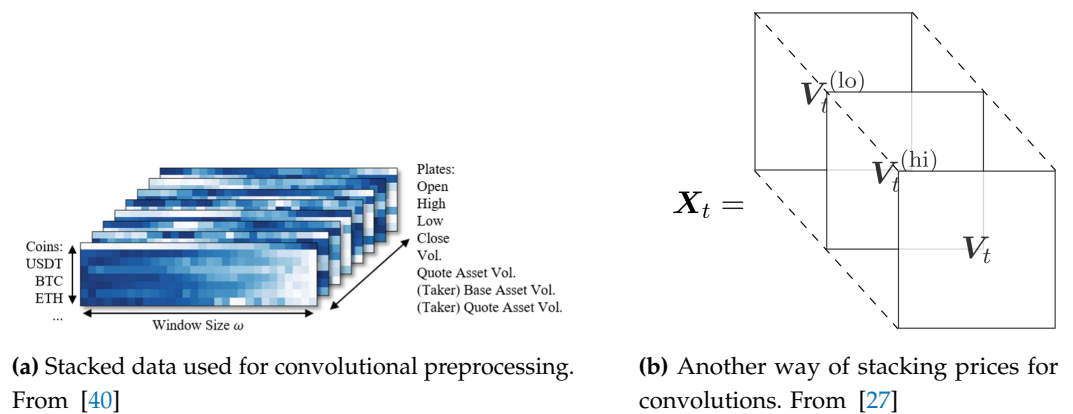 Coins:
USDT
BTC
ETH
...
Window Size ω
Plates:
Open
High
Low
Close
Vol.
Quote Asset Vol.
(Taker) Base Asset Vol.
(Taker) Quote Asset Vol.
(a) Stacked data used for convolutional preprocessing.
From [40]
X_t =
V_t^(lo)
V_t^(hi)
V_t
(b) Another way of stacking prices for
convolutions. From [27]